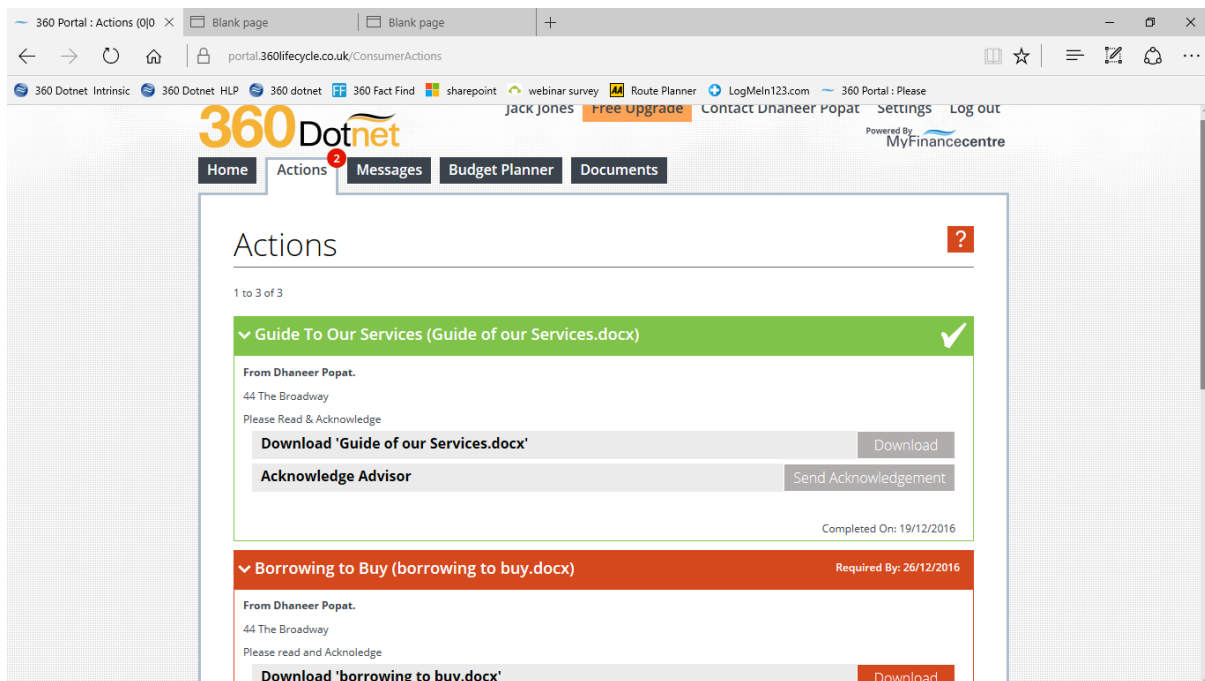 360 Portal : Actions (0|0
Blank page
Blank page
portal.360lifecycle.co.uk/ConsumerActions
360 Dotnet Intrinsic 360 Dotnet HLP 360 dotnet FF 360 Fact Find sharepoint webinar survey AA Route Planner LogMeIn123.com 360 Portal : Please
Jack Jones Free Upgrade Contact Dhaneer Popat Settings Log out
360 Dotnet
Powered By
MyFinancecentre
Home Actions 2 Messages Budget Planner Documents
Actions
?
1 to 3 of 3
Guide To Our Services (Guide of our Services.docx)
From Dhaneer Popat.
44 The Broadway
Please Read & Acknowledge
Download 'Guide of our Services.docx' Download
Acknowledge Advisor Send Acknowledgement
Completed On: 19/12/2016
Borrowing to Buy (borrowing to buy.docx) Required By: 26/12/2016
From Dhaneer Popat.
44 The Broadway
Please read and Acknoledge
Download 'borrowing to buy.docx' Download